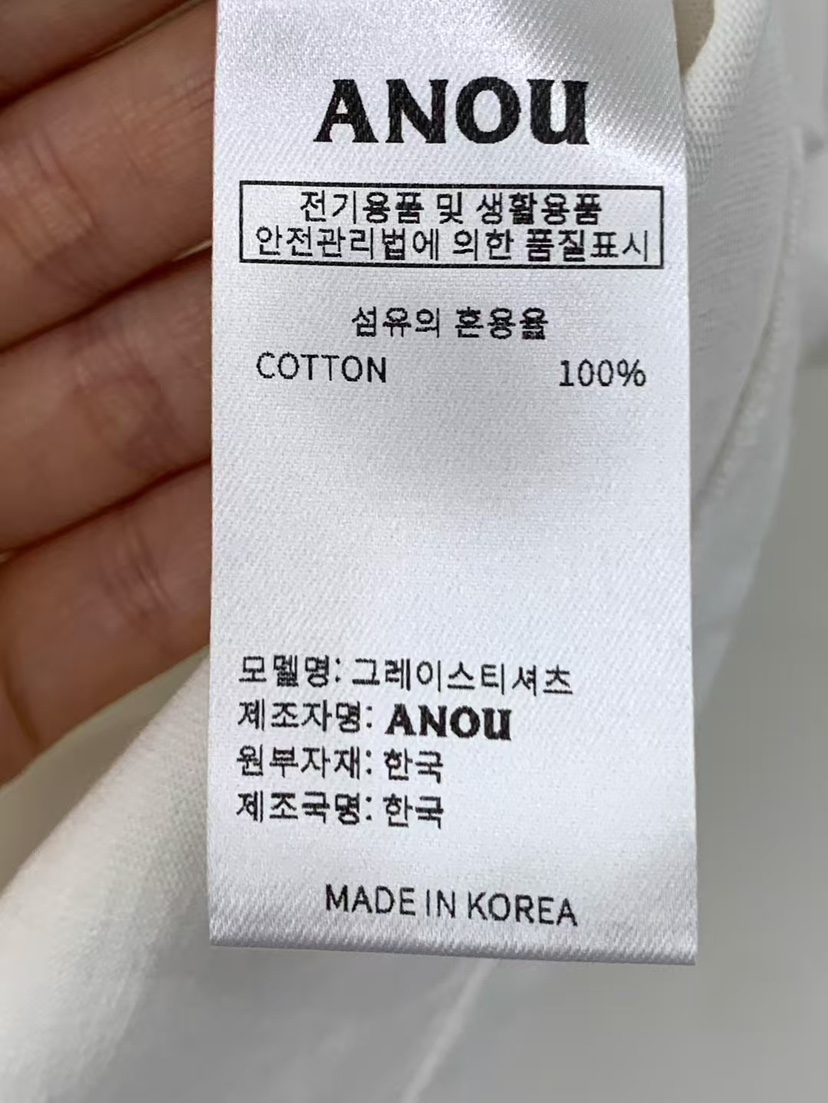 ANOU
전기용품 및 생활용품
안전관리법에 의한 품질표시
섬유의 혼용율
COTTON 100%
모델명: 그레이스티셔츠
제조자명: ANOU
원부자재: 한국
제조국명: 한국
MADE IN KOREA